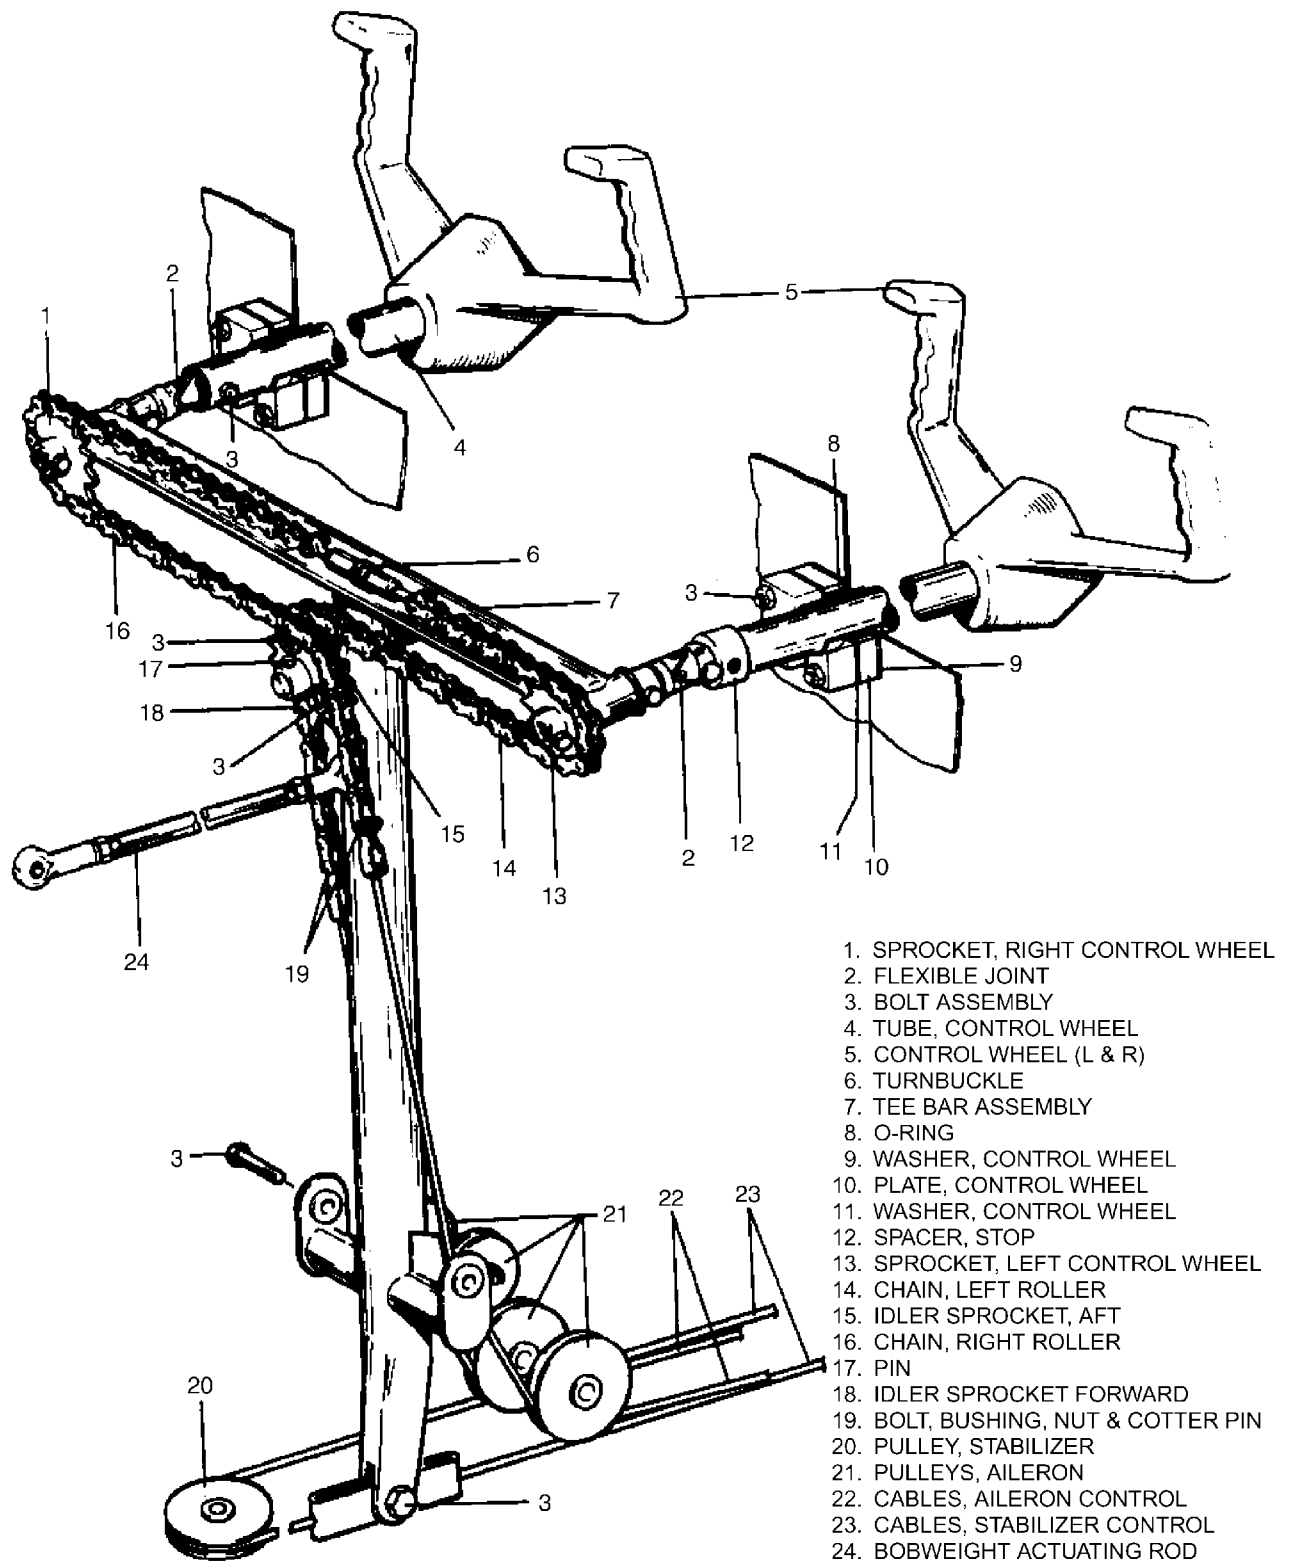 5
2
1
3
4
8
6
7
3
16
3
17
18
3
9
15
14
2
12
11
10
13
24
19
3
21
22
23
20
3
1. SPROCKET, RIGHT CONTROL WHEEL
2. FLEXIBLE JOINT
3. BOLT ASSEMBLY
4. TUBE, CONTROL WHEEL
5. CONTROL WHEEL (L & R)
6. TURNBUCKLE
7. TEE BAR ASSEMBLY
8. O-RING
9. WASHER, CONTROL WHEEL
10. PLATE, CONTROL WHEEL
11. WASHER, CONTROL WHEEL
12. SPACER, STOP
13. SPROCKET, LEFT CONTROL WHEEL
14. CHAIN, LEFT ROLLER
15. IDLER SPROCKET, AFT
16. CHAIN, RIGHT ROLLER
17. PIN
18. IDLER SPROCKET FORWARD
19. BOLT, BUSHING, NUT & COTTER PIN
20. PULLEY, STABILIZER
21. PULLEYS, AILERON
22. CABLES, AILERON CONTROL
23. CABLES, STABILIZER CONTROL
24. BOBWEIGHT ACTUATING ROD